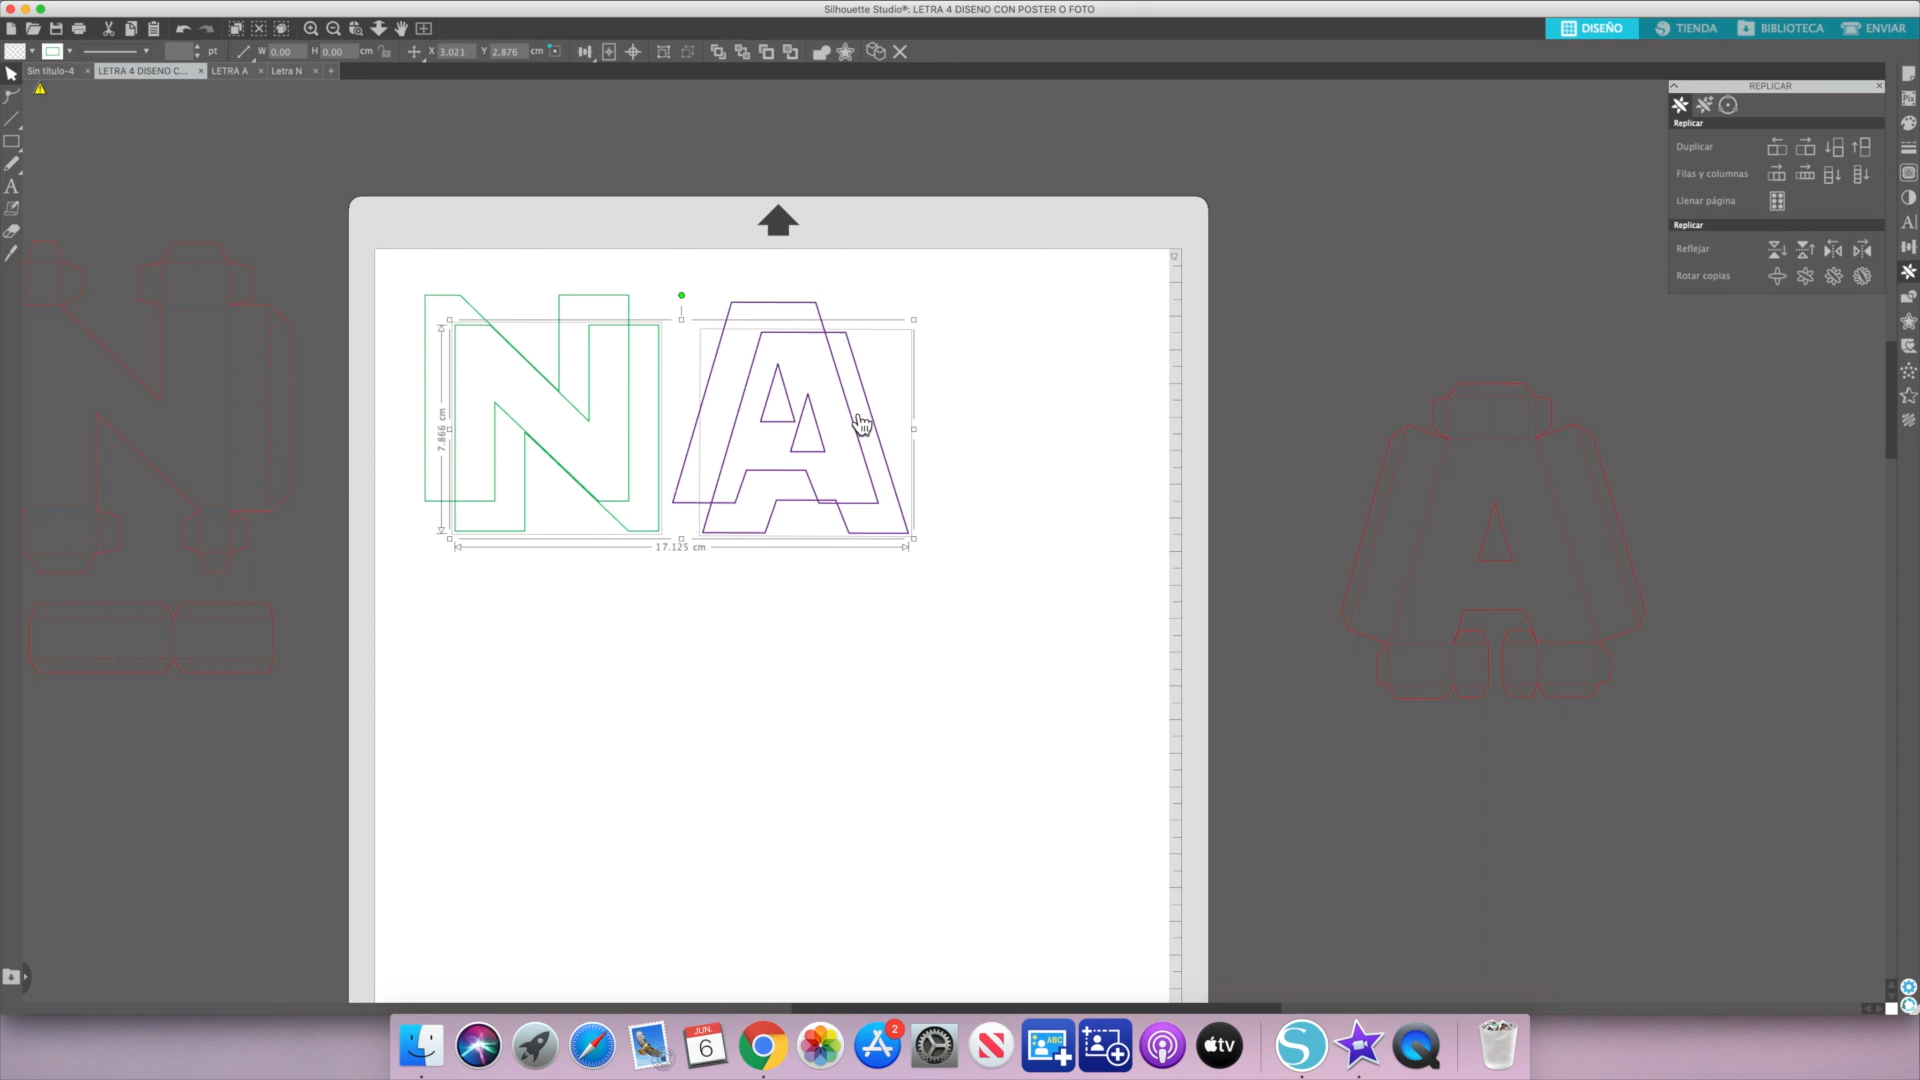 Silhouette Studio®: LETRA 4 DISENO CON POSTER O FOTO
DISEÑO
TIENDA
BIBLIOTECA
ENVIAR
pt
W 0.00
H 0.00
cm
X 3.021
Y 2.876
cm
Sin título-4
LETRA 4 DISENO C...
LETRA A
Letra N
REPLICAR
Replicar
Duplicar
Filas y columnas
Llenar página
Replicar
Reflejar
Rotar copias
12
7.866 cm
17.125 cm
JUN.
6
2
ABC
tv